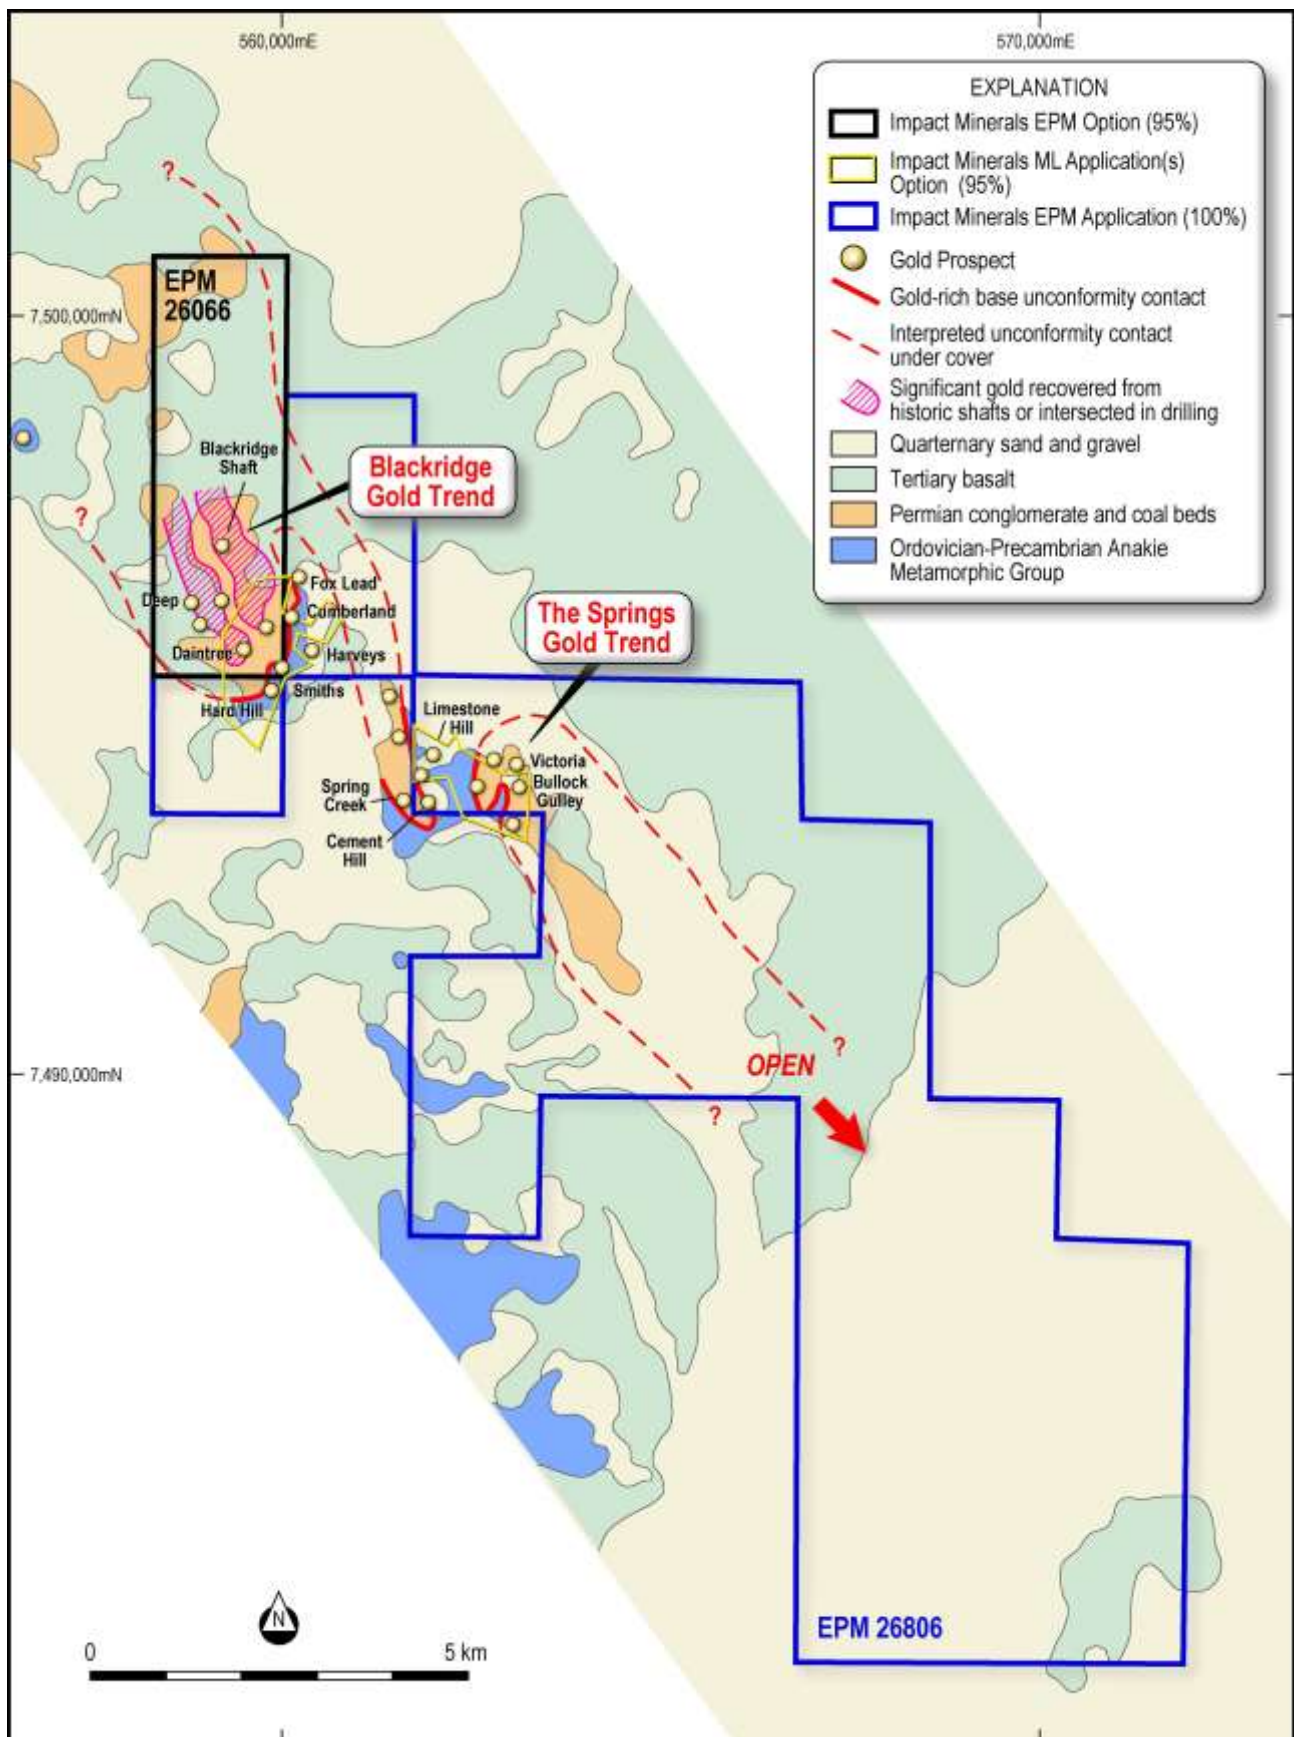 560,000mE
570,000mE
EXPLANATION
Impact Minerals EPM Option (95%)
Impact Minerals ML Application(s)
Option (95%)
Impact Minerals EPM Application (100%)
Gold Prospect
Gold-rich base unconformity contact
Interpreted unconformity contact
under cover
Significant gold recovered from
historic shafts or intersected in drilling
Quarternary sand and gravel
Tertiary basalt
Permian conglomerate and coal beds
Ordovician-Precambrian Anakie
Metamorphic Group
?
EPM
26066
7,500,000mN
Blackridge
Shaft
Blackridge
Gold Trend
?
Fox Lead
Deep
Cumberland
The Springs
Gold Trend
Daintree
Harveys
Smiths
Hard Hill
Limestone
Hill
Victoria
Bullock
Gulley
Spring
Creek
Cement
Hill
?
OPEN
7,490,000mN
?
EPM 26806
N
0
5 km